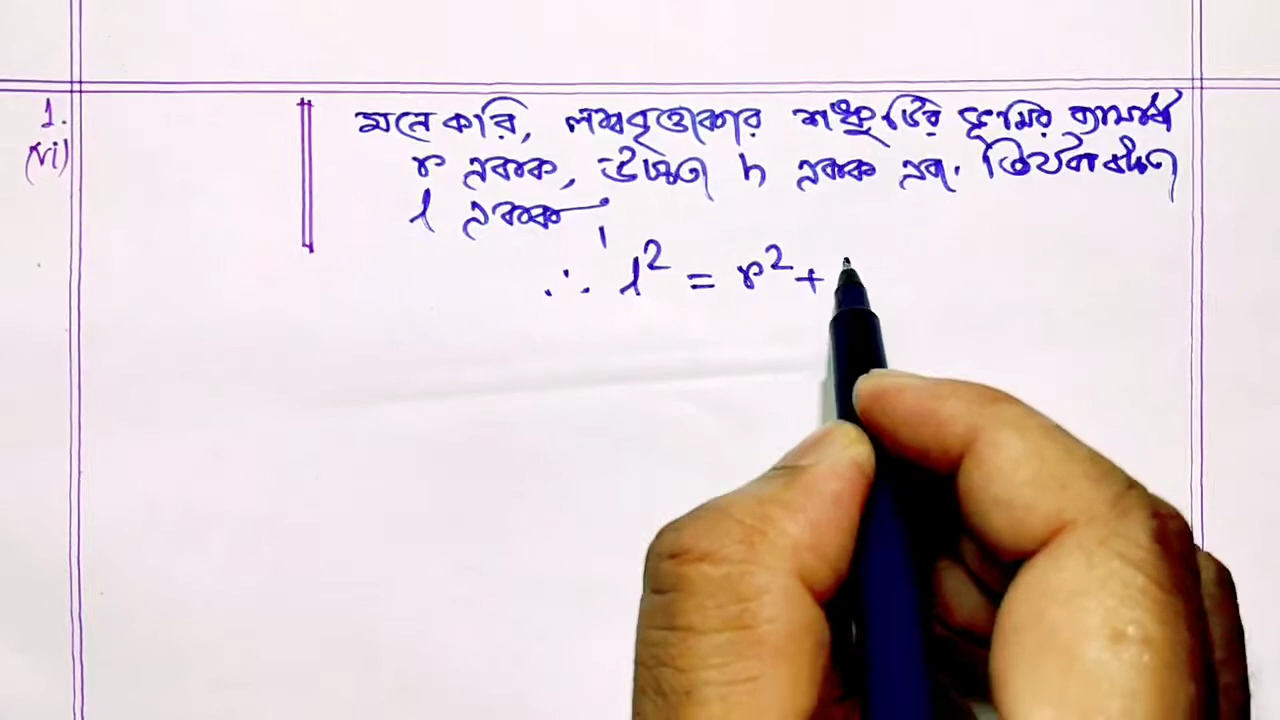 1.
(vi)
মনে করি, লম্ববৃত্তাকার শঙ্কুটির ভূমির ব্যাসার্ধ
r একক, উচ্চতা h একক এবং তির্যক উচ্চতা
l একক।
∴ l² = r² +